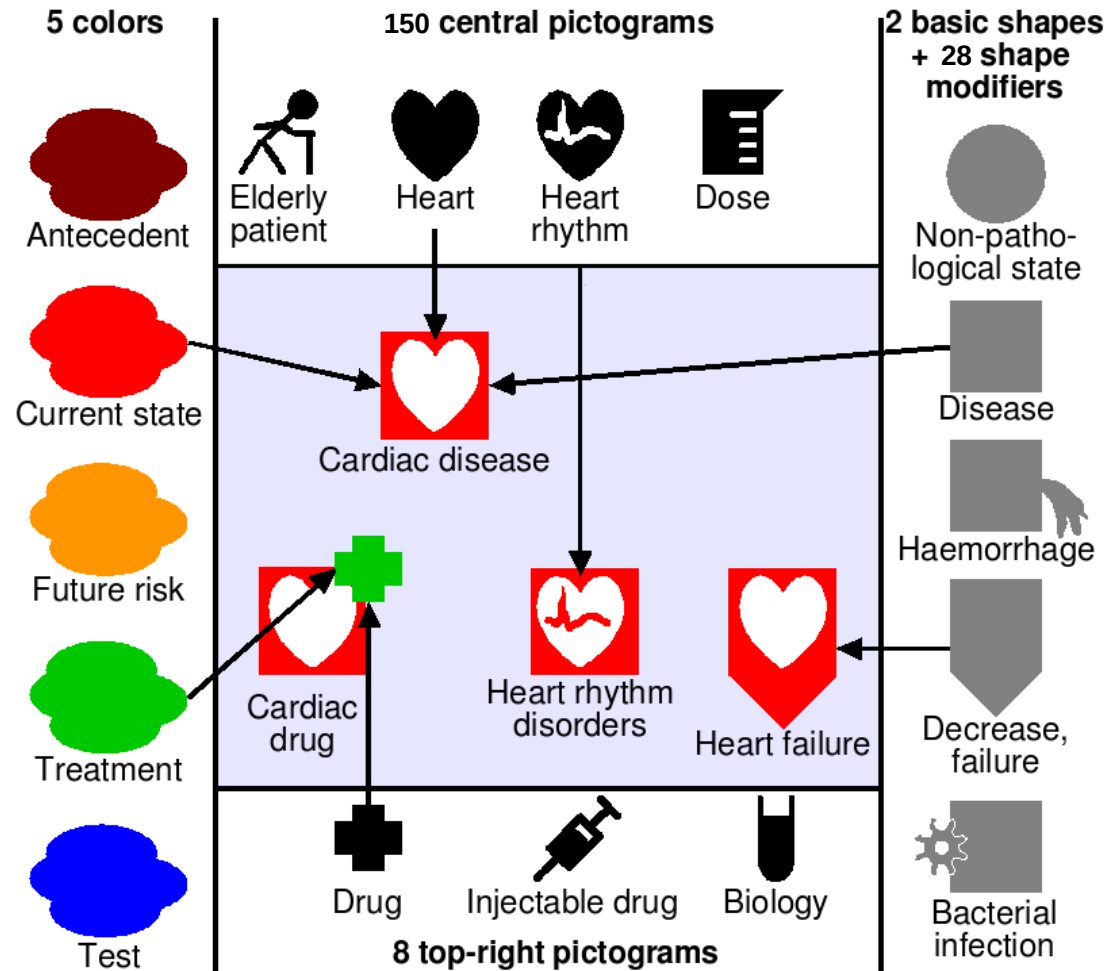 5 colors
Antecedent
Current state
Future risk
Treatment
Test
150 central pictograms
Elderly
patient
Heart
Heart
rhythm
Dose
Cardiac disease
Cardiac
drug
Heart rhythm
disorders
Heart failure
Drug
Injectable drug
Biology
8 top-right pictograms
2 basic shapes
+ 28 shape
modifiers
Non-patho-
logical state
Disease
Haemorrhage
Decrease,
failure
Bacterial
infection